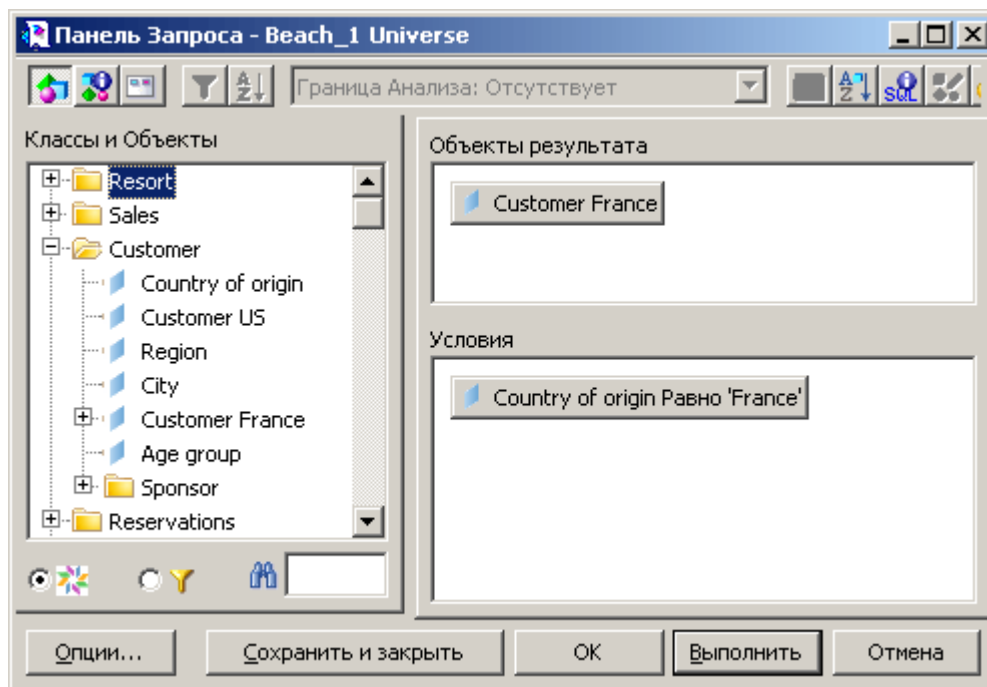 Панель Запроса - Beach_1 Universe
Граница Анализа: Отсутствует
SQL
Классы и Объекты
Resort
Sales
Customer
Country of origin
Customer US
Region
City
Customer France
Age group
Sponsor
Reservations
Объекты результата
Customer France
Условия
Country of origin Равно 'France'
Опции...
Сохранить и закрыть
ОК
Выполнить
Отмена